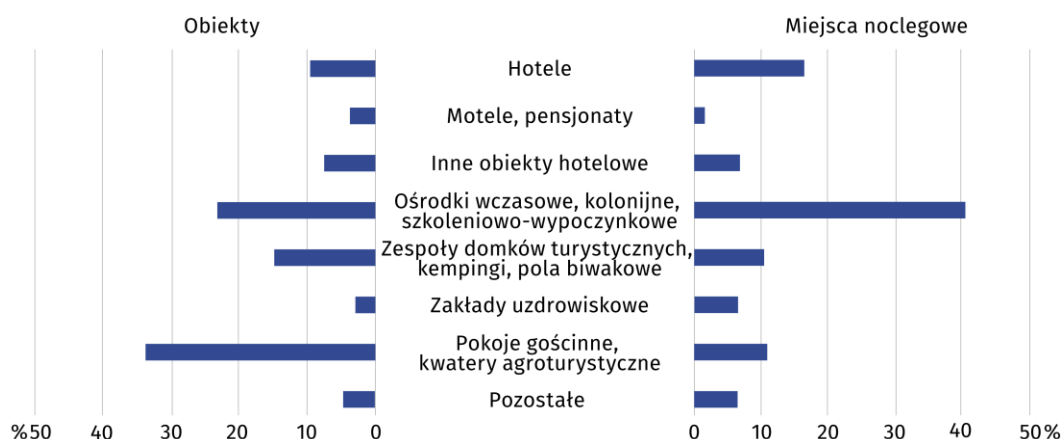 Obiekty
Miejsca noclegowe
Hotele
Motele, pensjonaty
Inne obiekty hotelowe
Ośrodki wczasowe, kolonijne,
szkoleniowo-wypoczynkowe
Zespoły domków turystycznych,
kempingi, pola biwakowe
Zakłady uzdrowiskowe
Pokoje gościnne,
kwatery agroturystyczne
Pozostałe
%50 40 30 20 10 0
0 10 20 30 40 50%